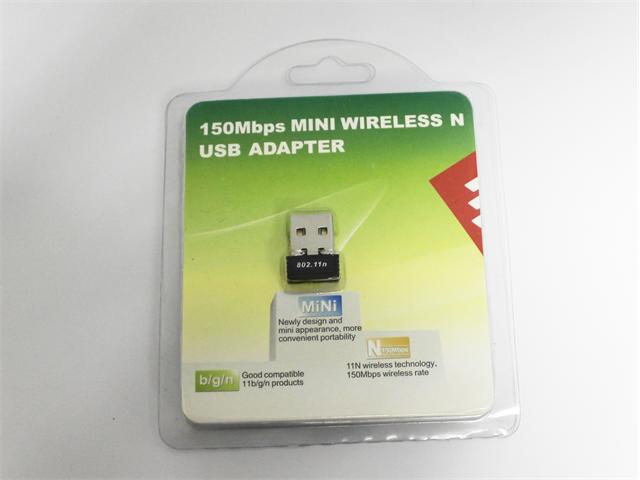 150Mbps MINI WIRELESS N
USB ADAPTER
802.11n
MiNi
Newly design and
mini appearance, more
convenient portability
N 150Mbps
11N wireless technology,
150Mbps wireless rate
b/g/n
Good compatible
11b/g/n products